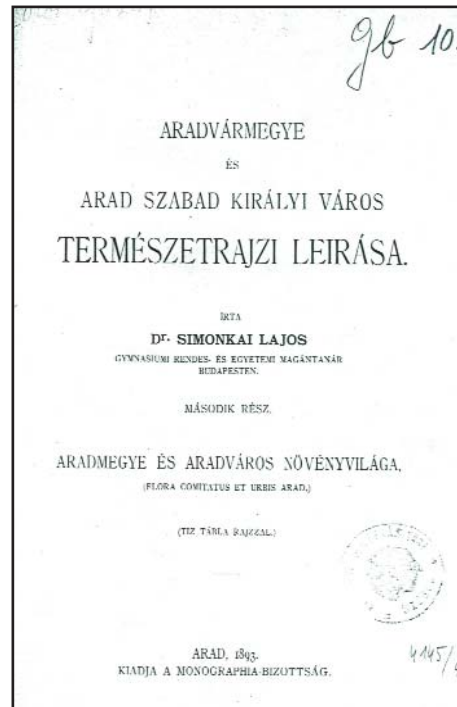 Gb 10.
ARADVÁRMEGYE
ÉS
ARAD SZABAD KIRÁLYI VÁROS
TERMÉSZETRAJZI LEIRÁSA.
IRTA
Dr. SIMONKAI LAJOS
GYMNASIUMI RENDES- ÉS EGYETEMI MAGÁNTANÁR
BUDAPESTEN.
MÁSODIK RÉSZ.
ARADMEGYE ÉS ARADVÁROS NÖVÉNYVILÁGA.
(FLORA COMITATUS ET URBIS ARAD.)
(TIZ TÁBLA RAJZZAL.)
ARAD, 1893.
KIADJA A MONOGRAPHIA-BIZOTTSÁG.
4145/